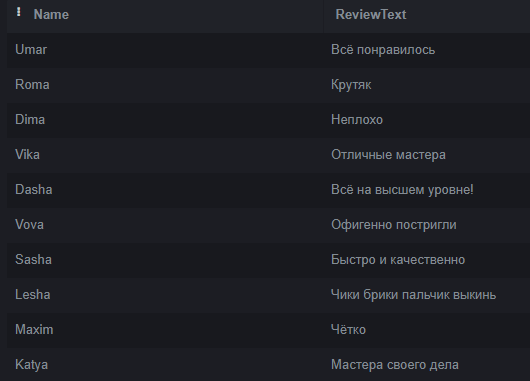 Name ReviewText
Umar Всё понравилось
Roma Крутяк
Dima Неплохо
Vika Отличные мастера
Dasha Всё на высшем уровне!
Vova Офигенно постригли
Sasha Быстро и качественно
Lesha Чики брики пальчик выкинь
Maxim Чётко
Katya Мастера своего дела